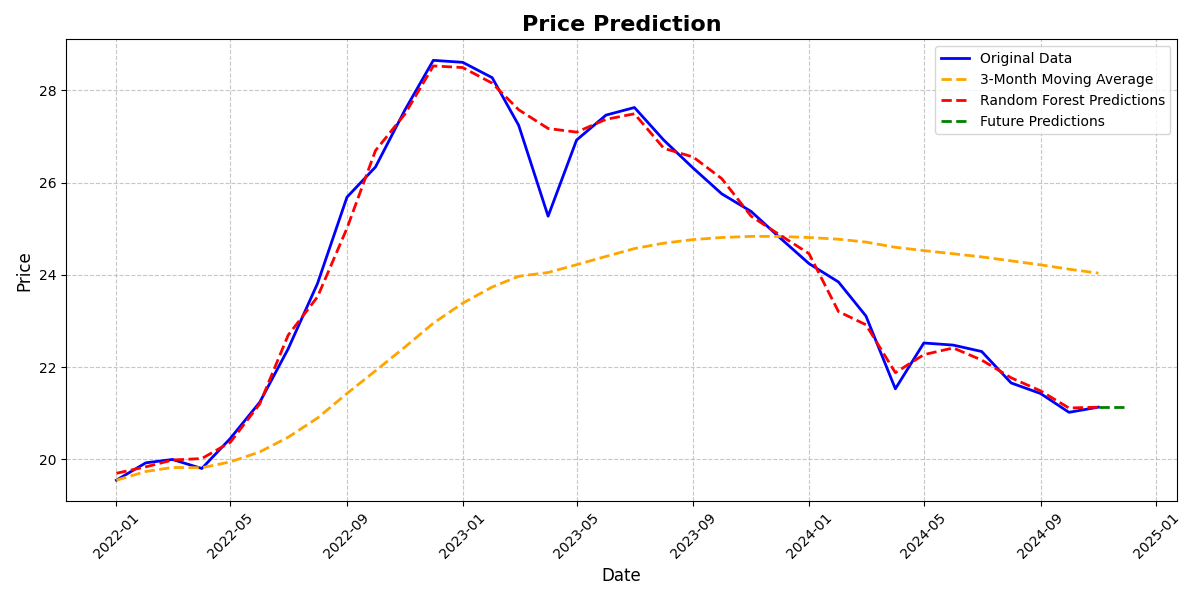 Price Prediction
Original Data
3-Month Moving Average
Random Forest Predictions
Future Predictions
Price
28
26
24
22
20
2022-01
2022-05
2022-09
2023-01
2023-05
2023-09
2024-01
2024-05
2024-09
2025-01
Date